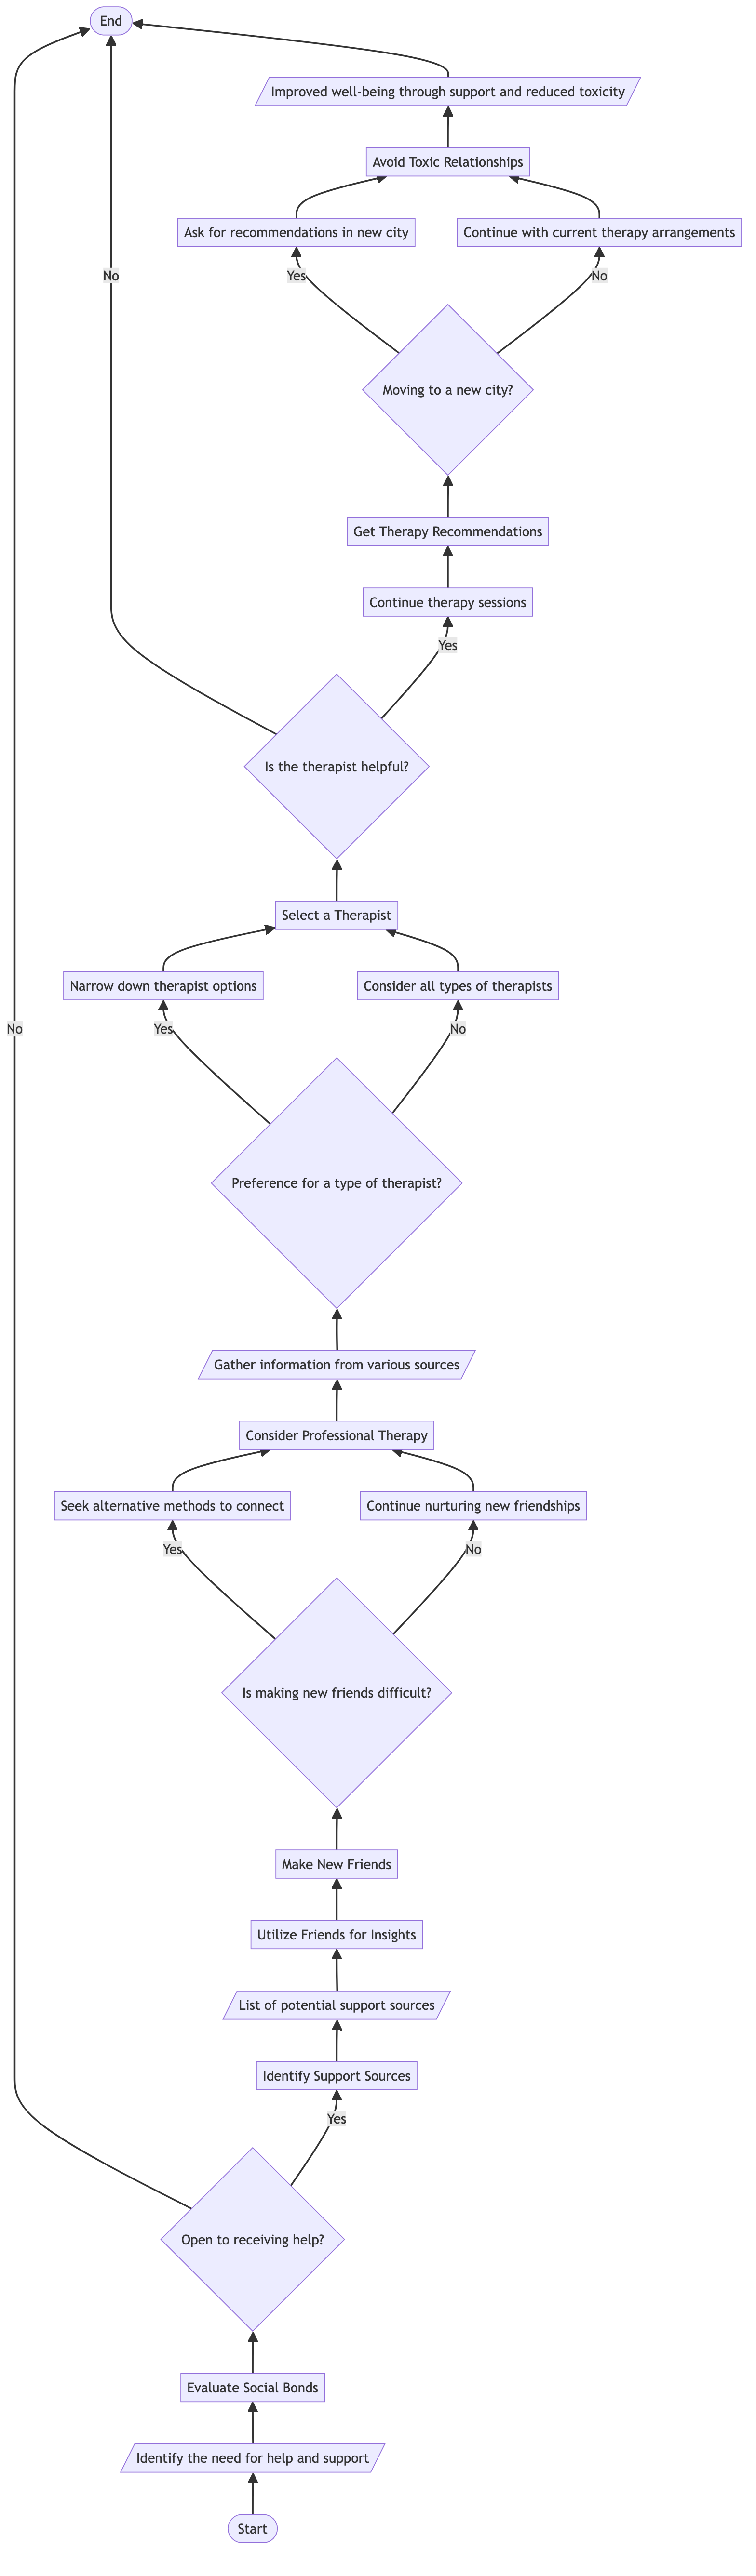 End
Improved well-being through support and reduced toxicity
Avoid Toxic Relationships
Ask for recommendations in new city
Continue with current therapy arrangements
No
Yes
No
Moving to a new city?
Get Therapy Recommendations
Continue therapy sessions
Yes
Is the therapist helpful?
Select a Therapist
Narrow down therapist options
Consider all types of therapists
No
Yes
No
Preference for a type of therapist?
Gather information from various sources
Consider Professional Therapy
Seek alternative methods to connect
Continue nurturing new friendships
Yes
No
Is making new friends difficult?
Make New Friends
Utilize Friends for Insights
List of potential support sources
Identify Support Sources
Yes
Open to receiving help?
Evaluate Social Bonds
Identify the need for help and support
Start